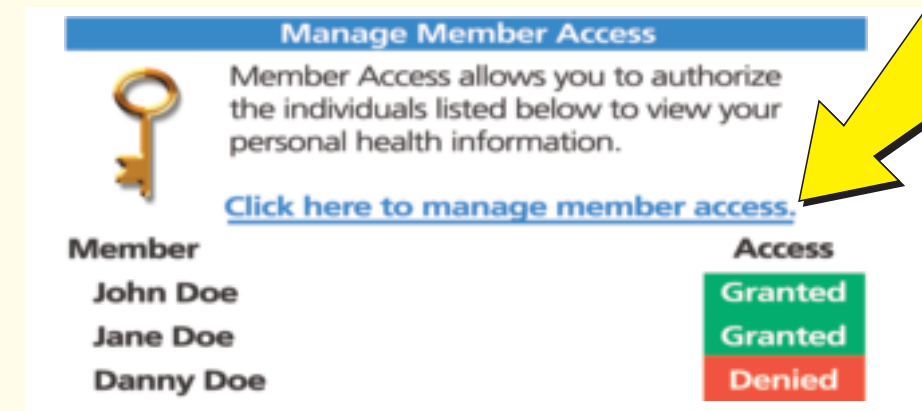 Manage Member Access
Member Access allows you to authorize
the individuals listed below to view your
personal health information.
Click here to manage member access.
Member Access
John Doe Granted
Jane Doe Granted
Danny Doe Denied